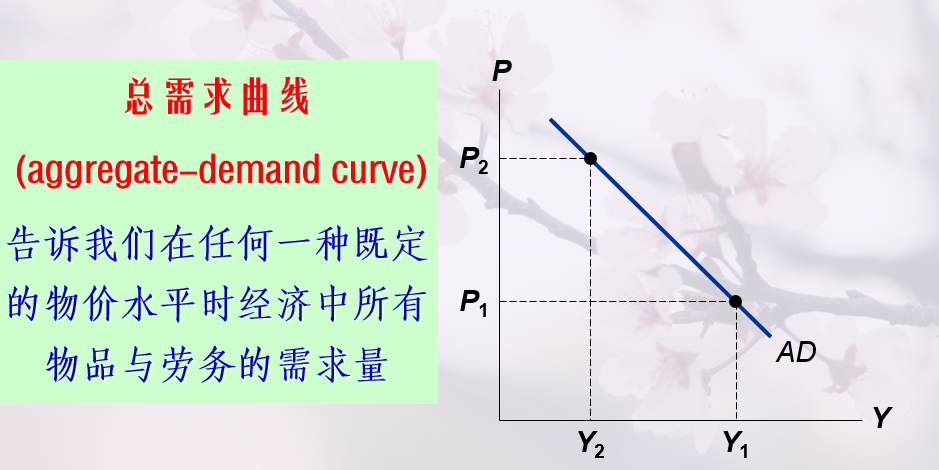 总需求曲线
(aggregate-demand curve)
告诉我们在任何一种既定
的物价水平时经济中所有
物品与劳务的需求量
P
P2
P1
AD
Y
Y2
Y1